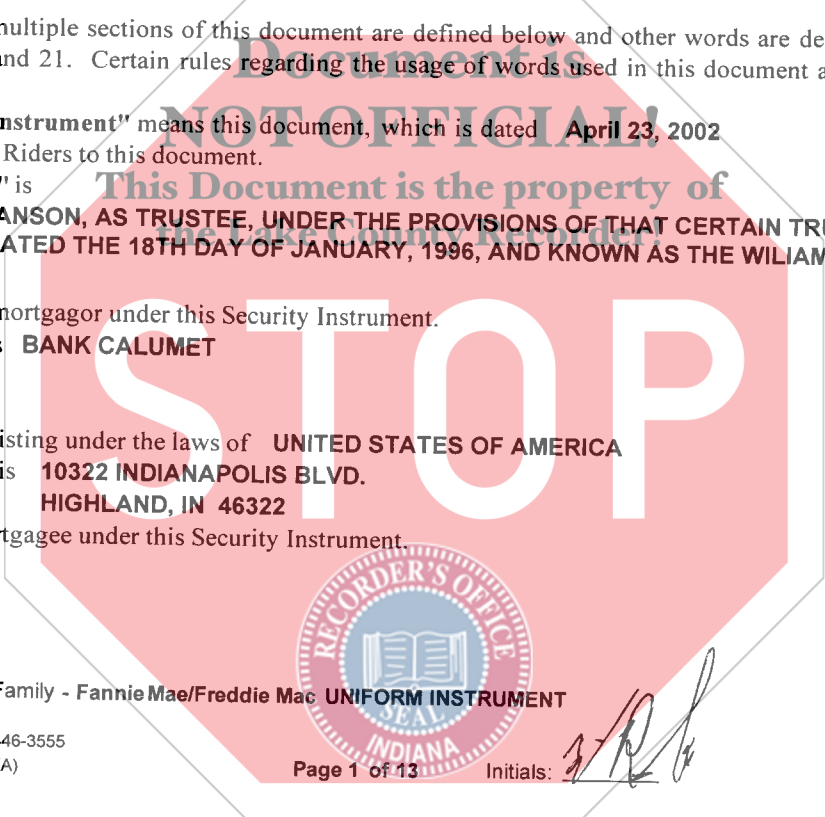 multiple sections of this document are defined below and other words are de
and 21. Certain rules regarding the usage of words used in this document a
Document is
NOT OFFICIAL!
nstrument" means this document, which is dated April 23, 2002
Riders to this document.
This Document is the property of
the Lake County Recorder!
" is
ANSON, AS TRUSTEE, UNDER THE PROVISIONS OF THAT CERTAIN TRU
ATED THE 18TH DAY OF JANUARY, 1996, AND KNOWN AS THE WILIAM
mortgagor under this Security Instrument.
BANK CALUMET
STOP
isting under the laws of UNITED STATES OF AMERICA
is 10322 INDIANAPOLIS BLVD.
HIGHLAND, IN 46322
rtgagee under this Security Instrument.
RECORDER'S OFFICE
SEAL
INDIANA
Family - Fannie Mae/Freddie Mac UNIFORM INSTRUMENT
46-3555
A)
Page 1 of 13 Initials: